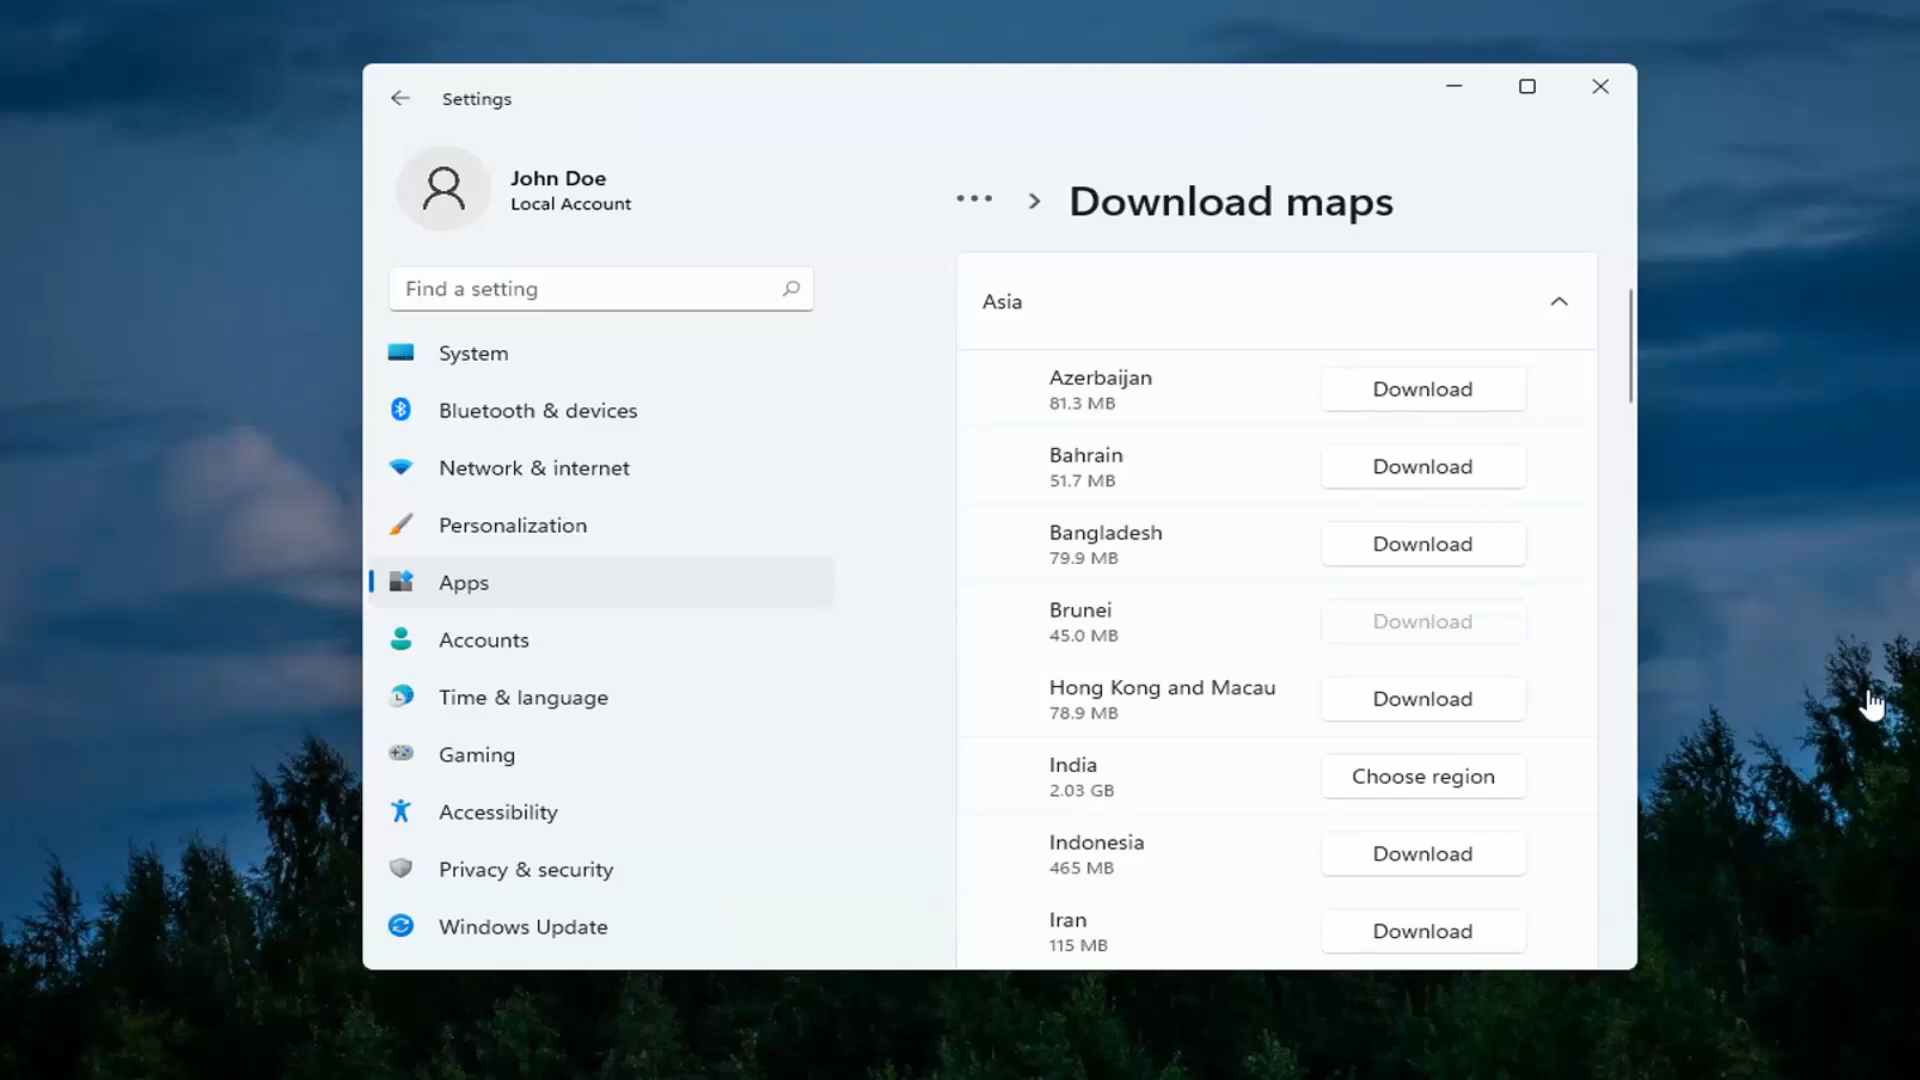 Settings
John Doe
Local Account
Find a setting
System
Bluetooth & devices
Network & internet
Personalization
Apps
Accounts
Time & language
Gaming
Accessibility
Privacy & security
Windows Update
Download maps
Asia
Azerbaijan
81.3 MB
Download
Bahrain
51.7 MB
Download
Bangladesh
79.9 MB
Download
Brunei
45.0 MB
Download
Hong Kong and Macau
78.9 MB
Download
India
2.03 GB
Choose region
Indonesia
465 MB
Download
Iran
115 MB
Download